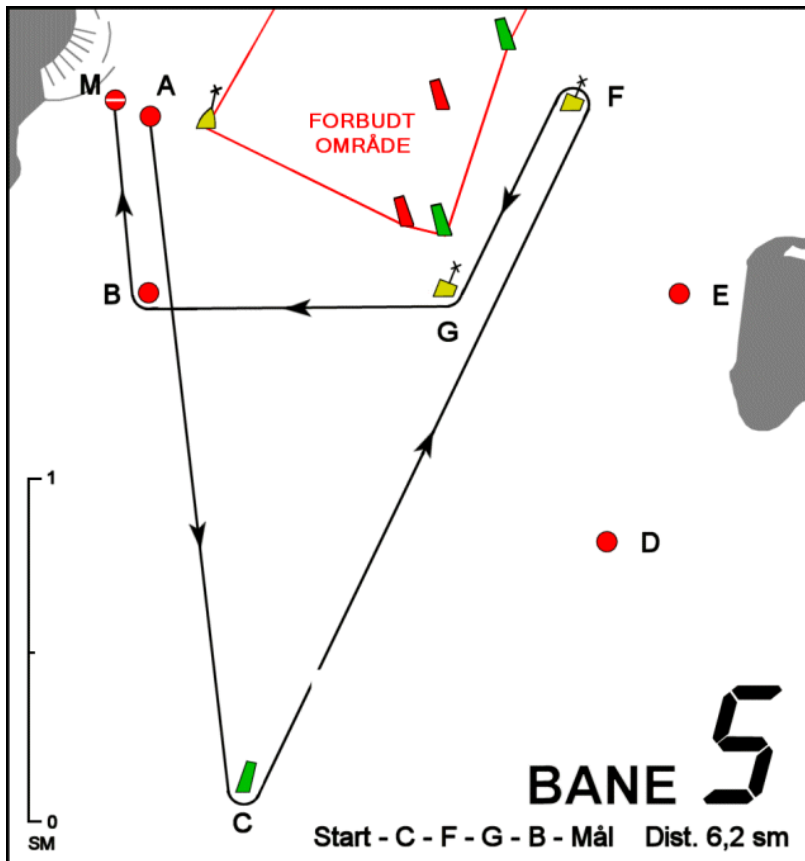 M
A
F
FORBUDT
OMRÅDE
B
E
G
1
D
BANE 5
0
SM
C
Start - C - F - G - B - Mål Dist. 6,2 sm